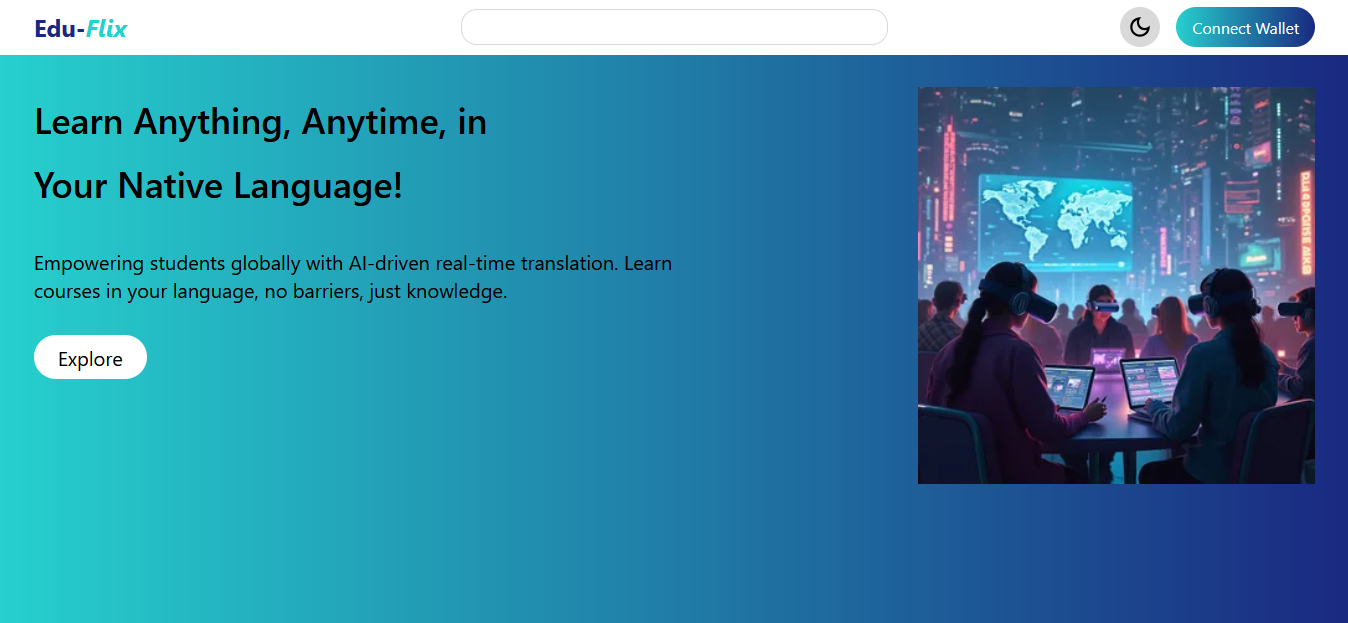 Edu-Flix
Connect Wallet
Learn Anything, Anytime, in
Your Native Language!
Empowering students globally with AI-driven real-time translation. Learn
courses in your language, no barriers, just knowledge.
Explore